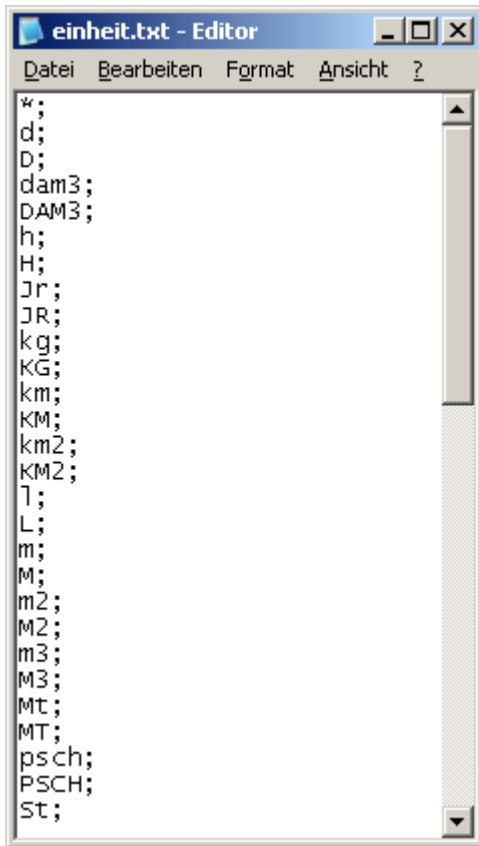 einheit.txt - Editor
Datei Bearbeiten Format Ansicht ?
*;
d;
D;
dam3;
DAM3;
h;
H;
Jr;
JR;
kg;
KG;
km;
KM;
km2;
KM2;
l;
L;
m;
M;
m2;
M2;
m3;
M3;
Mt;
MT;
psch;
PSCH;
St;